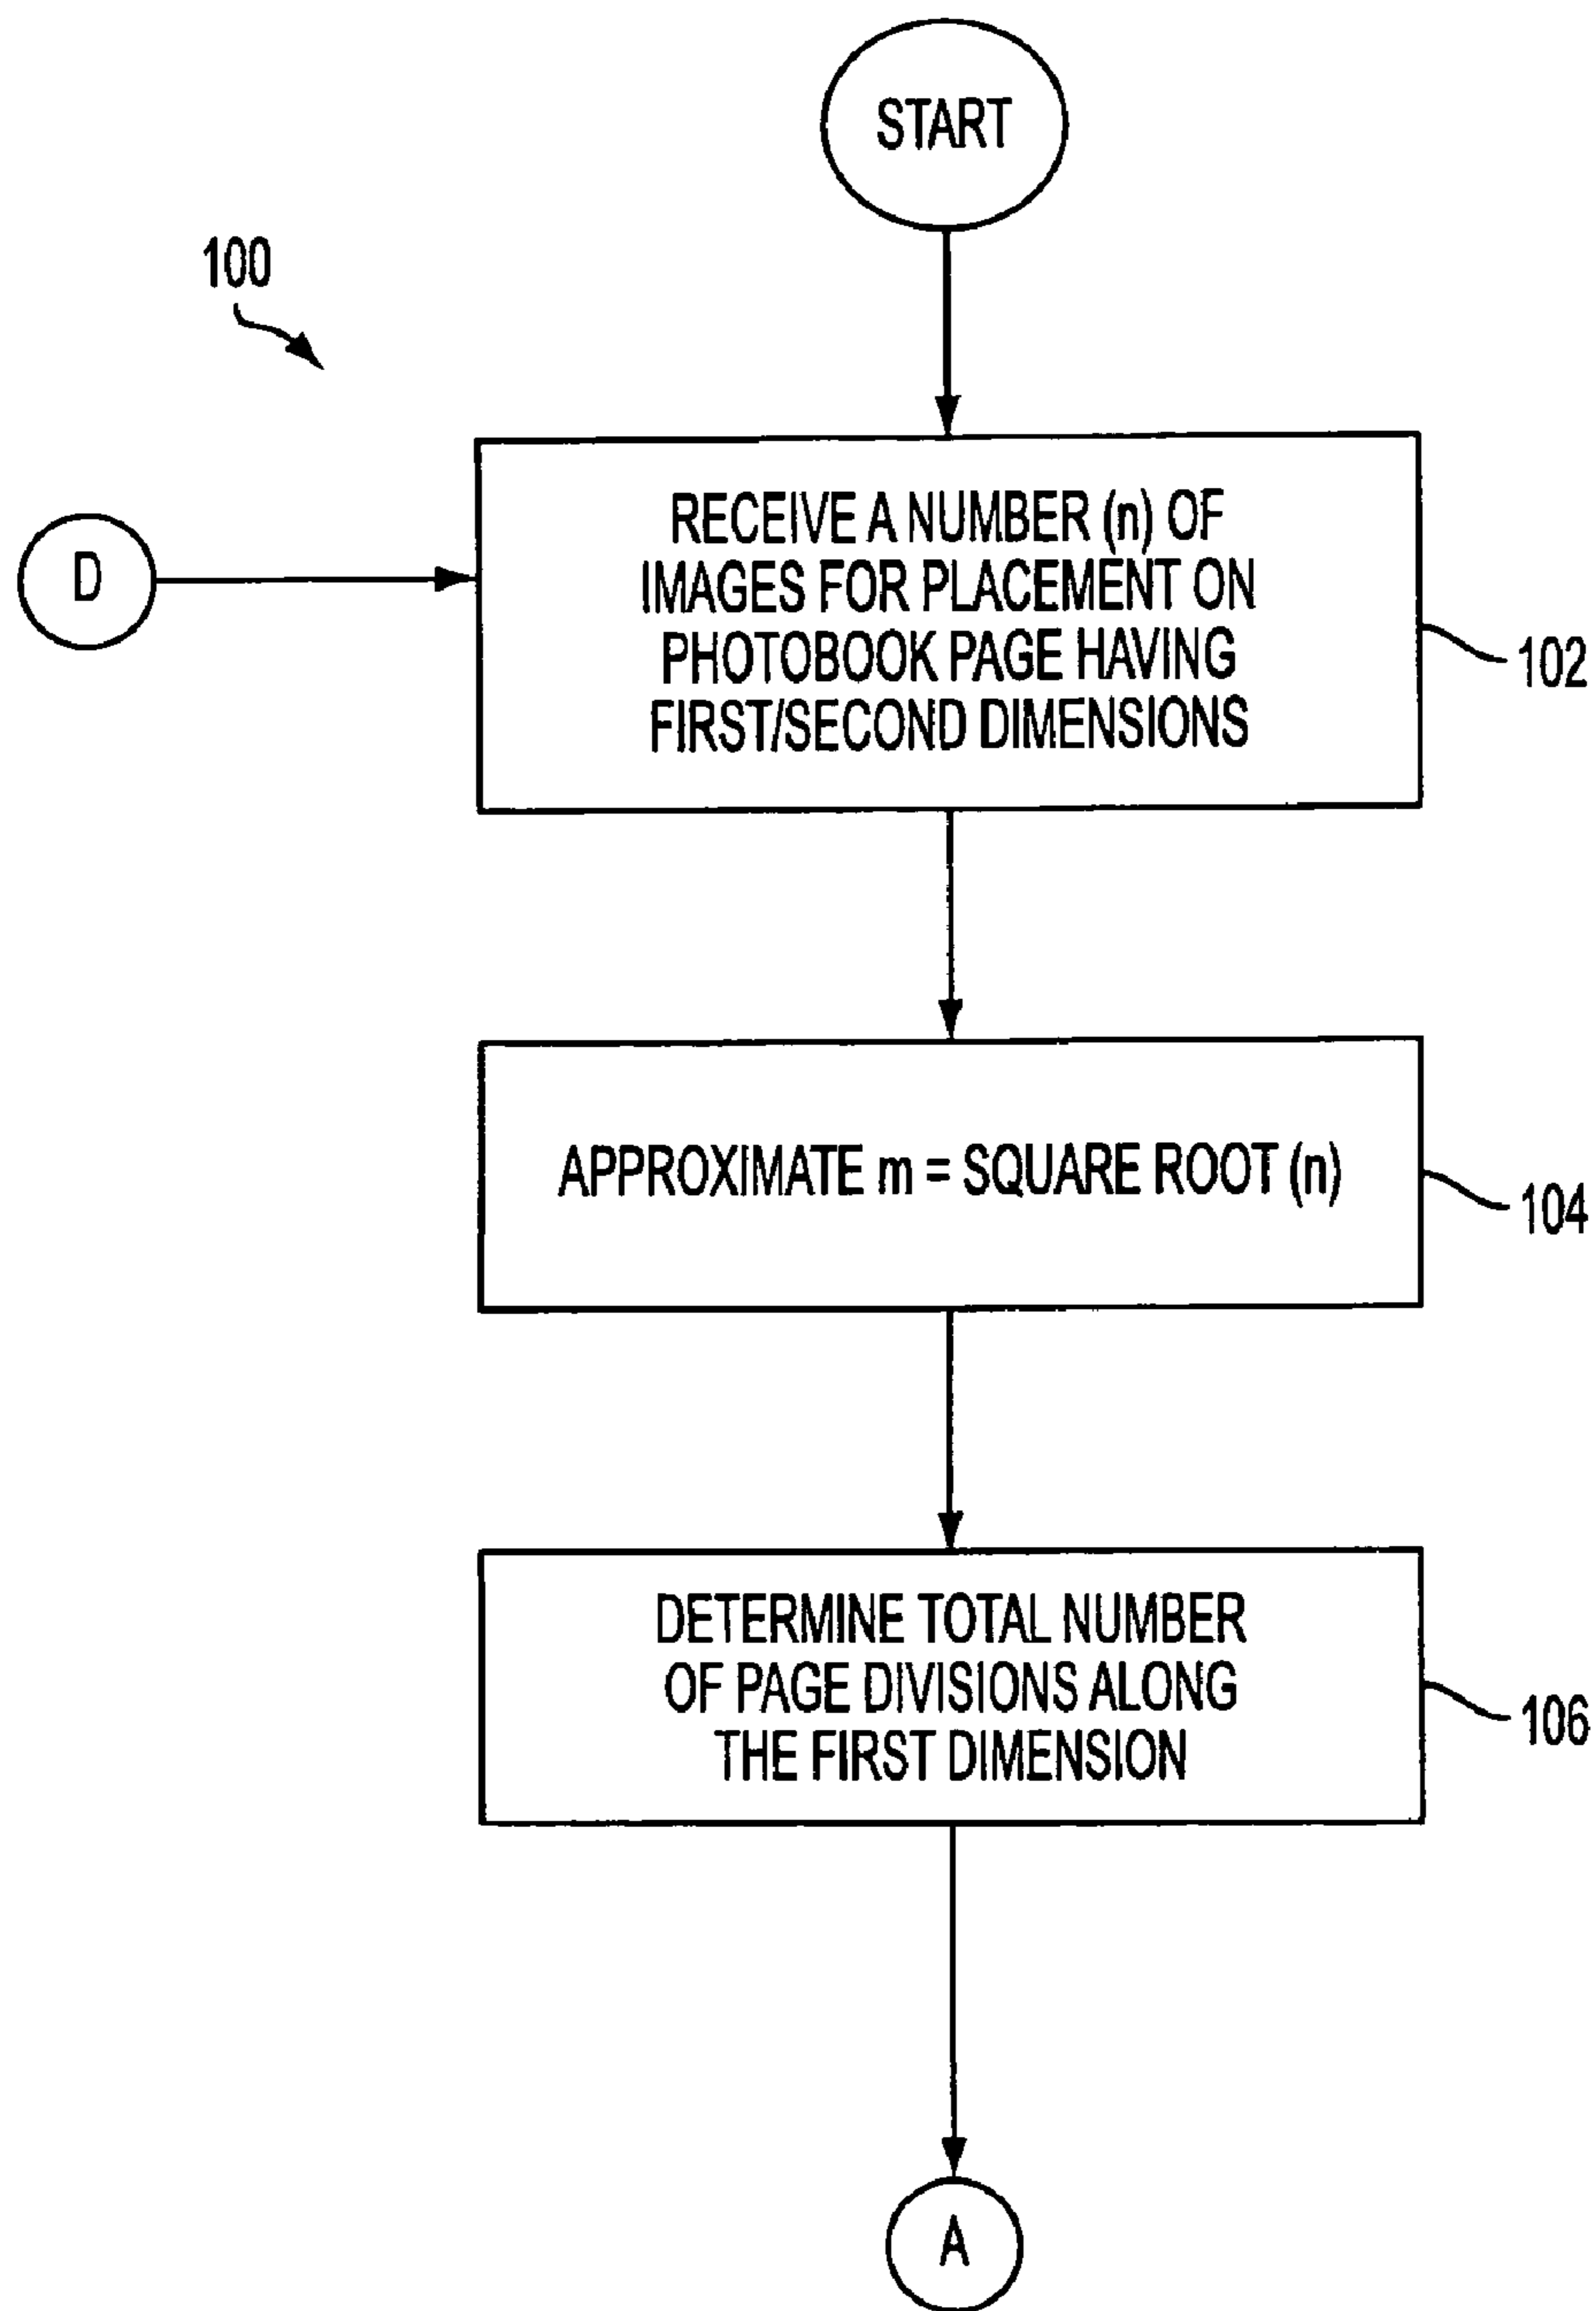 START
100
RECEIVE A NUMBER (n) OF
IMAGES FOR PLACEMENT ON
PHOTOBOOK PAGE HAVING
FIRST/SECOND DIMENSIONS
D
102
APPROXIMATE m = SQUARE ROOT (n)
104
DETERMINE TOTAL NUMBER
OF PAGE DIVISIONS ALONG
THE FIRST DIMENSION
106
A